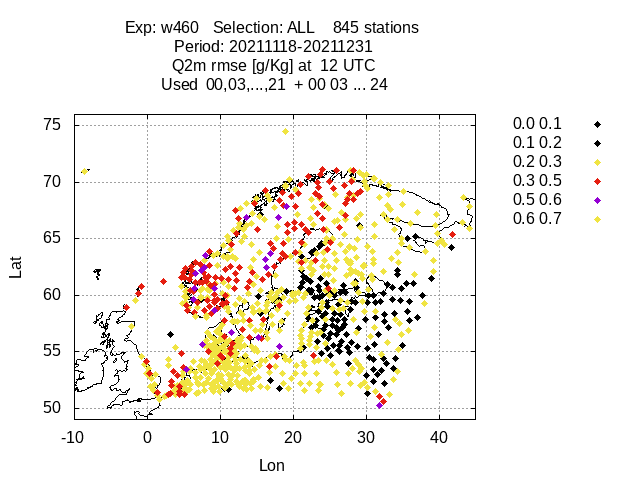 Exp: w460 Selection: ALL 845 stations
Period: 20211118-20211231
Q2m rmse [g/Kg] at 12 UTC
Used 00,03,...,21 + 00 03 ... 24
75
70
65
60
55
50
Lat
-10 0 10 20 30 40
Lon
0.0 0.1
0.1 0.2
0.2 0.3
0.3 0.5
0.5 0.6
0.6 0.7